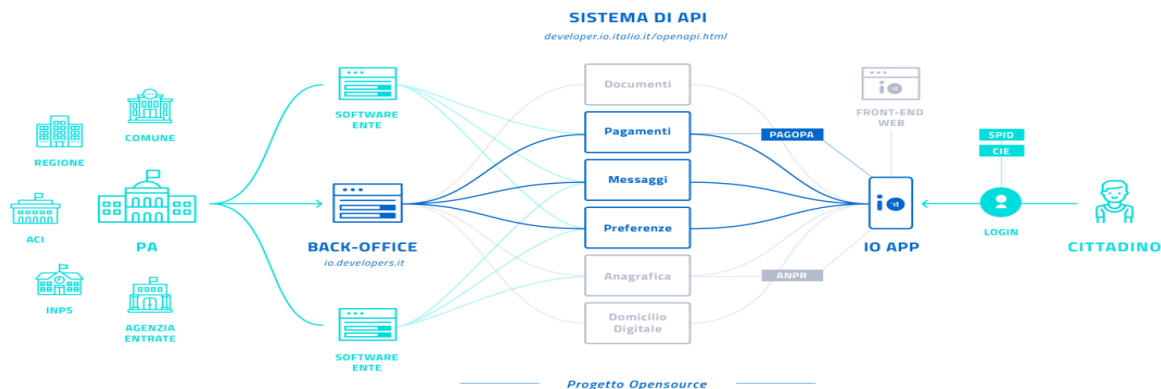 SISTEMA DI API
developer.io.italia.it/openapi.html
REGIONE
COMUNE
ACI
PA
INPS
AGENZIA
ENTRATE
SOFTWARE
ENTE
BACK-OFFICE
io.developers.it
SOFTWARE
ENTE
Documenti
Pagamenti
Messaggi
Preferenze
Anagrafica
Domicilio
Digitale
PAGOPA
ANPR
io
FRONT-END
WEB
io
IO APP
SPID
CIE
LOGIN
CITTADINO
Progetto Opensource